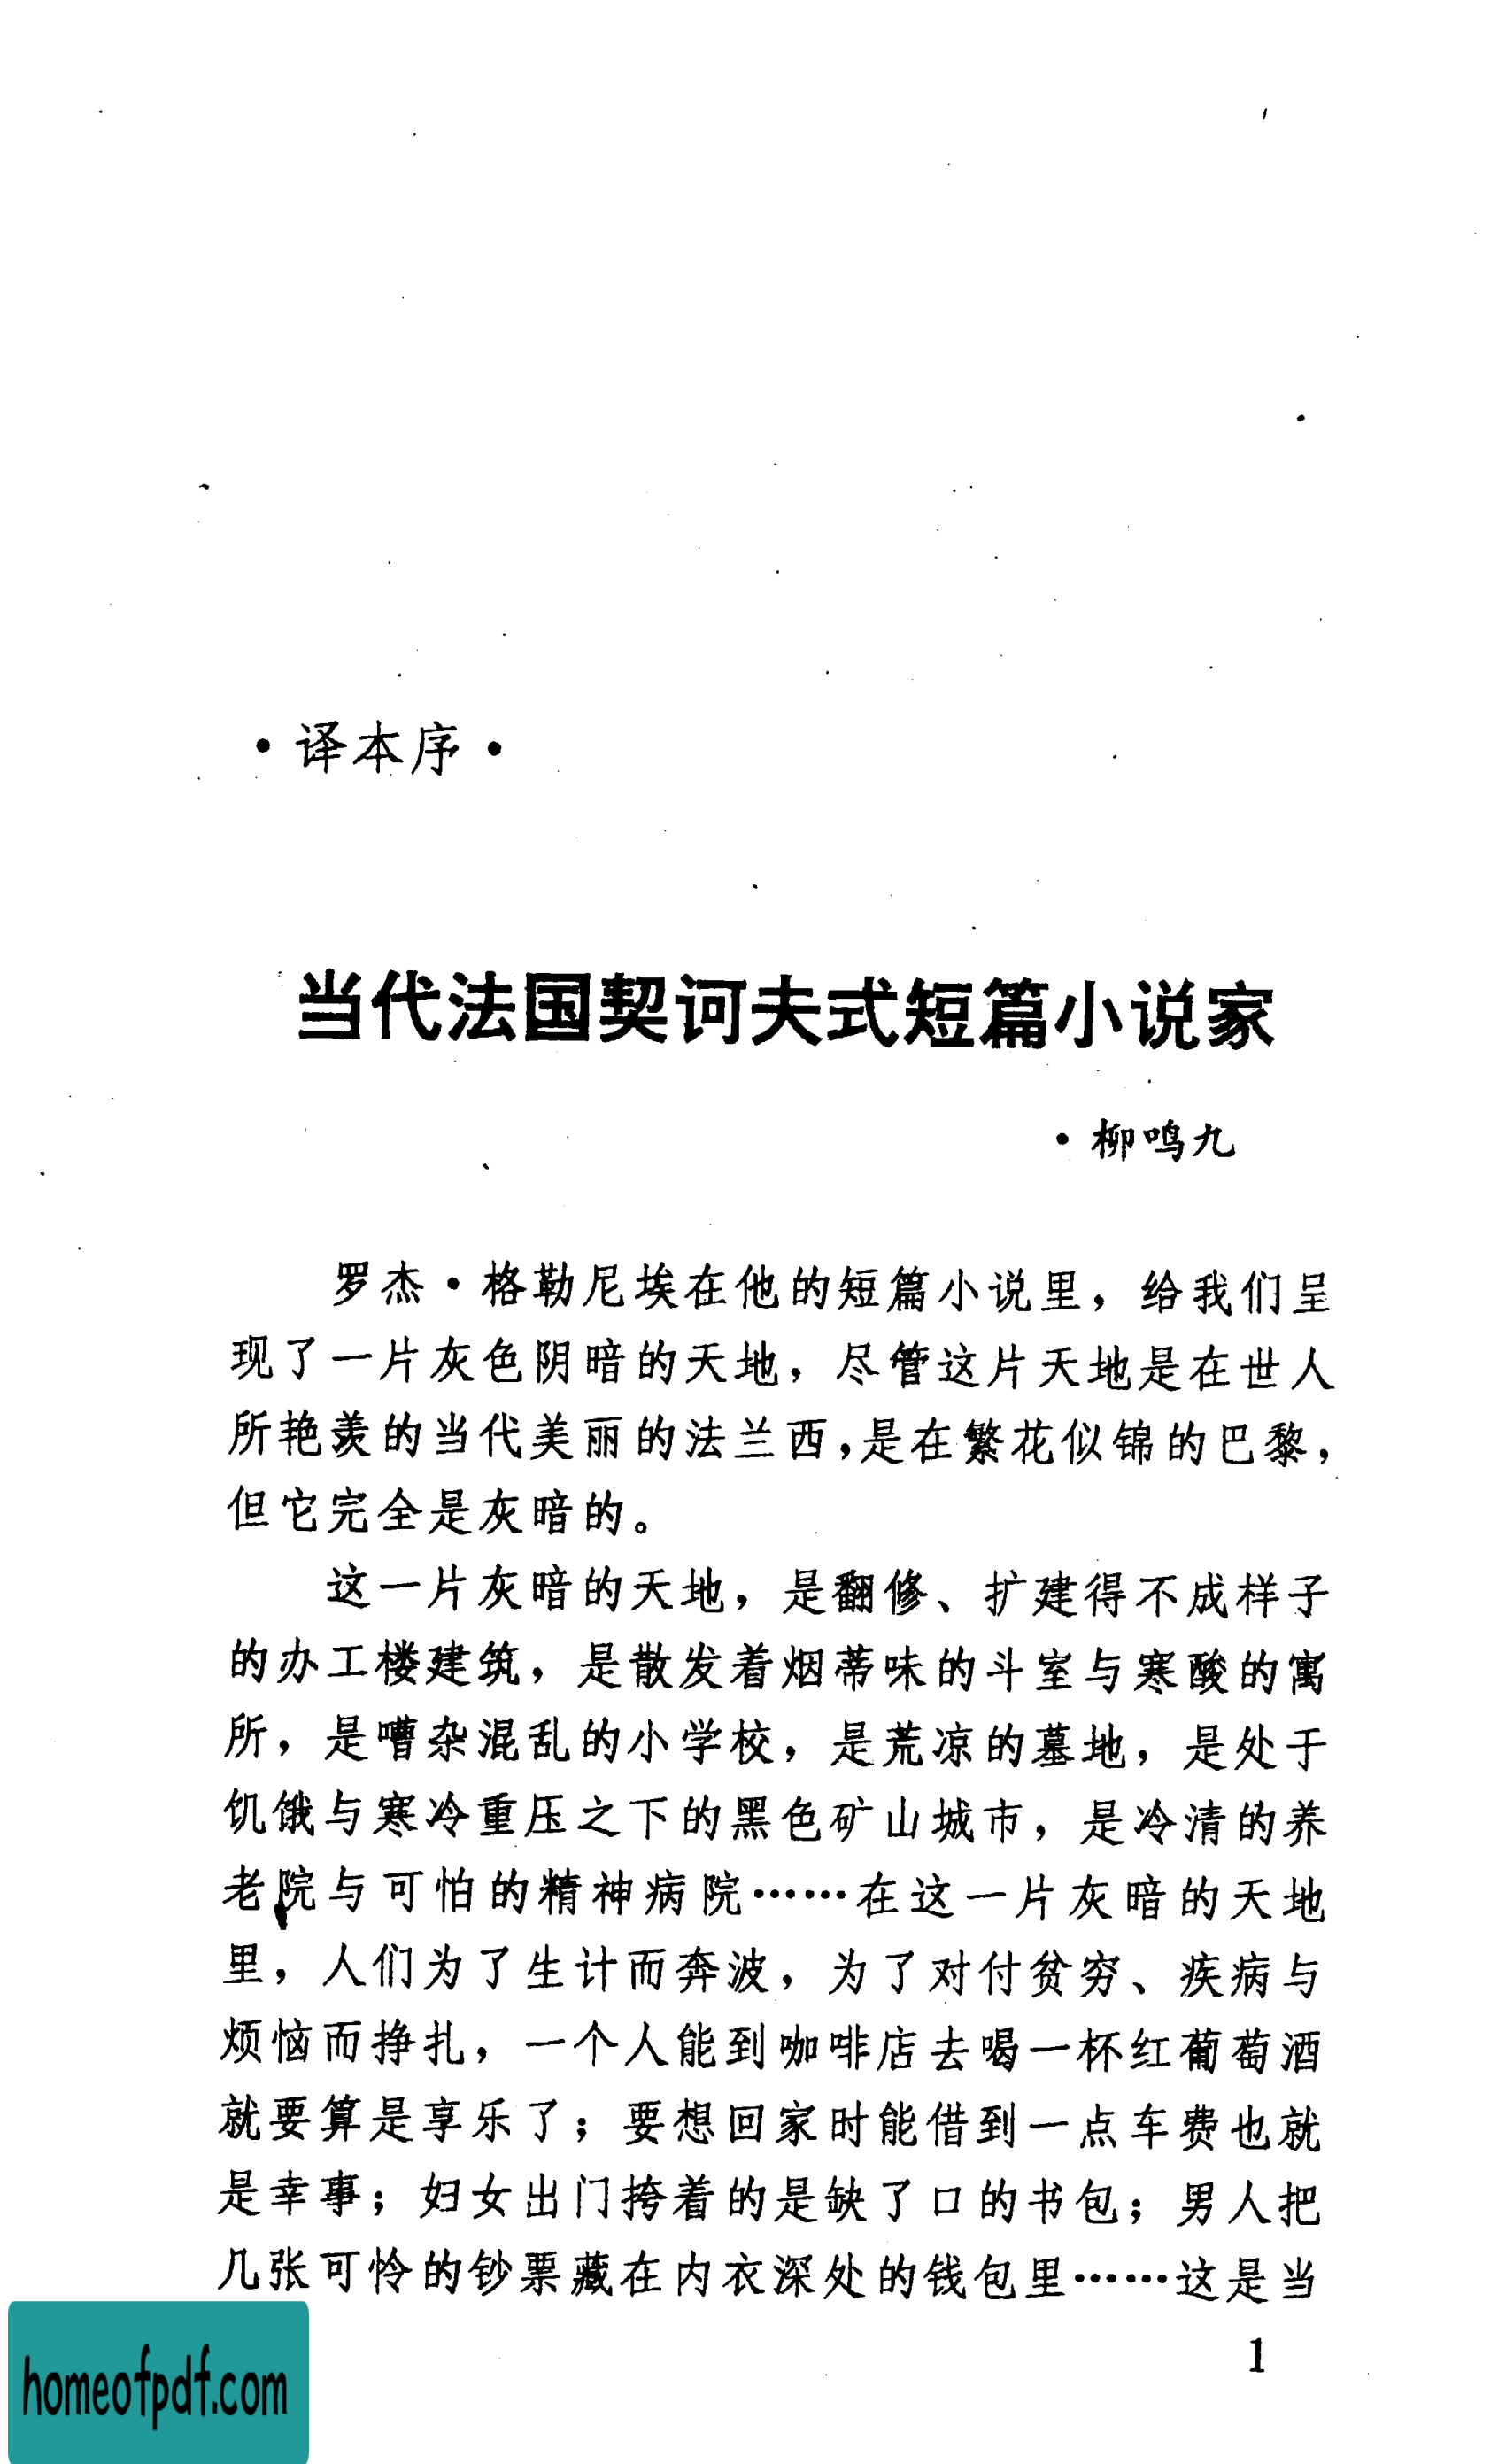 ·译本序·
当代法国契诃夫式短篇小说家
·柳鸣九
罗杰·格勒尼埃在他的短篇小说里，给我们呈
现了一片灰色阴暗的天地，尽管这片天地是在世人
所艳羡的当代美丽的法兰西，是在繁花似锦的巴黎，
但它完全是灰暗的。
这一片灰暗的天地，是翻修、扩建得不成样子
的办工楼建筑，是散发着烟蒂味的斗室与寒酸的寓
所，是嘈杂混乱的小学校，是荒凉的墓地，是处于
饥饿与寒冷重压之下的黑色矿山城市，是冷清的养
老院与可怕的精神病院……在这一片灰暗的天地
里，人们为了生计而奔波，为了对付贫穷、疾病与
烦恼而挣扎，一个人能到咖啡店去喝一杯红葡萄酒
就要算是享乐了；要想回家时能借到一点车费也就
是幸事；妇女出门挎着的是缺了口的书包；男人把
几张可怜的钞票藏在内衣深处的钱包里……这是当
1
homeofpdf.com